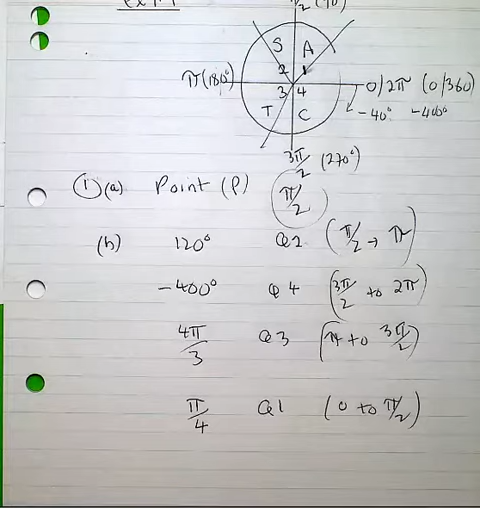 π/2 (90°)
S A
2 1
π(180°) 0/2π (0/360)
3 4
T C -40° -400°
3π/2 (270°)
①(a) Point (P) π/2
(b) 120° Q2 (π/2 → π)
-400° Q4 (3π/2 to 2π)
4π/3 Q3 (π to 3π/2)
π/4 Q1 (0 to π/2)